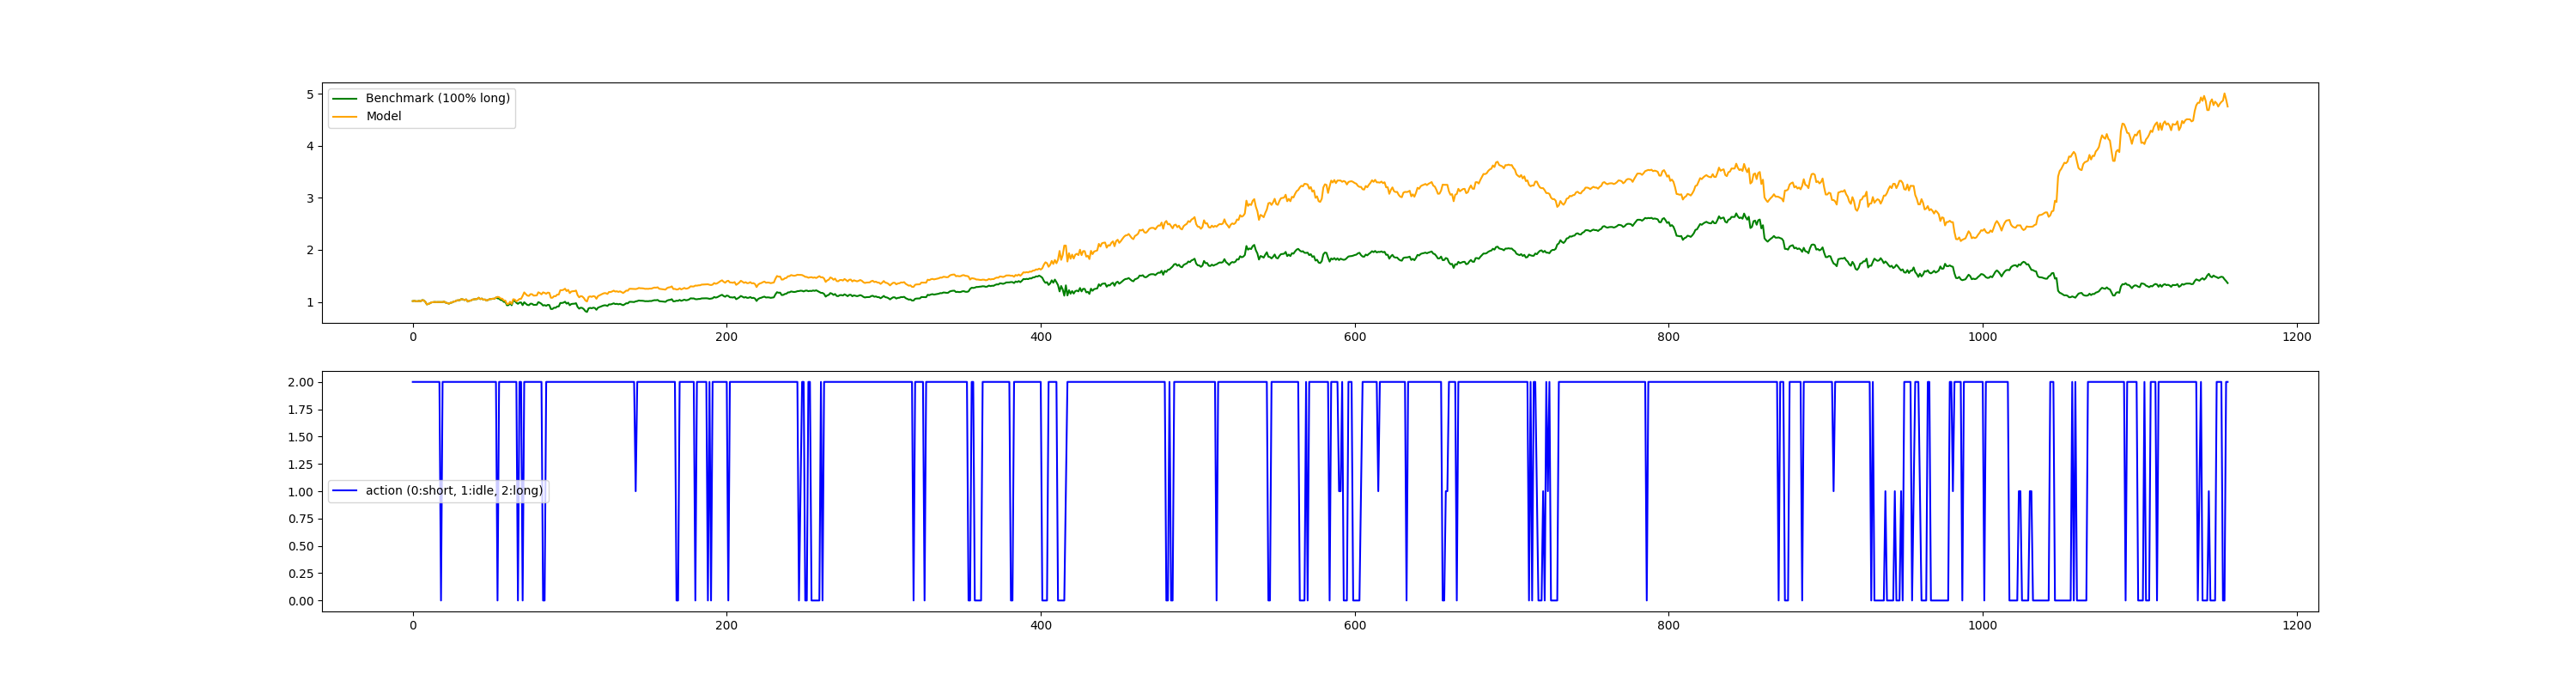 5
4
3
2
1
Benchmark (100% long)
Model
0 200 400 600 800 1000 1200
2.00
1.75
1.50
1.25
1.00
0.75
0.50
0.25
0.00
action (0:short, 1:idle, 2:long)
0 200 400 600 800 1000 1200